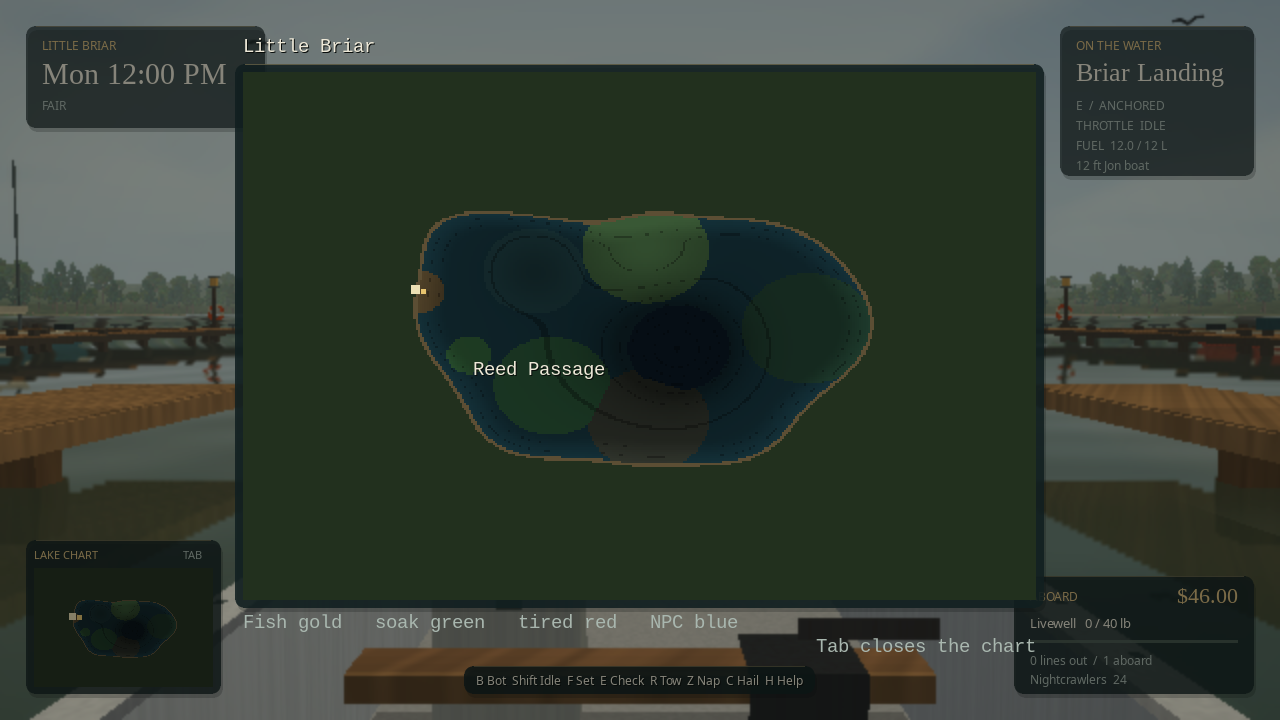 LITTLE BRIAR
Mon 12:00 PM
FAIR
Little Briar
ON THE WATER
Briar Landing
E / ANCHORED
THROTTLE IDLE
FUEL 12.0 / 12 L
12 ft Jon boat
Reed Passage
LAKE CHART TAB
Fish gold soak green tired red NPC blue
Tab closes the chart
BOARD $46.00
Livewell 0 / 40 lb
0 lines out / 1 aboard
Nightcrawlers 24
B Bot Shift Idle F Set E Check R Tow Z Nap C Hail H Help